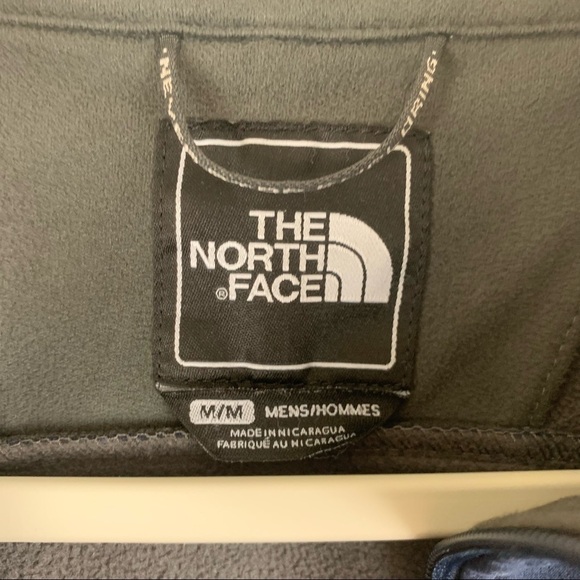 THE
NORTH
®FACE
M/M MENS/HOMMES
MADE IN NICARAGUA
FABRIQUÉ AU NICARAGUA